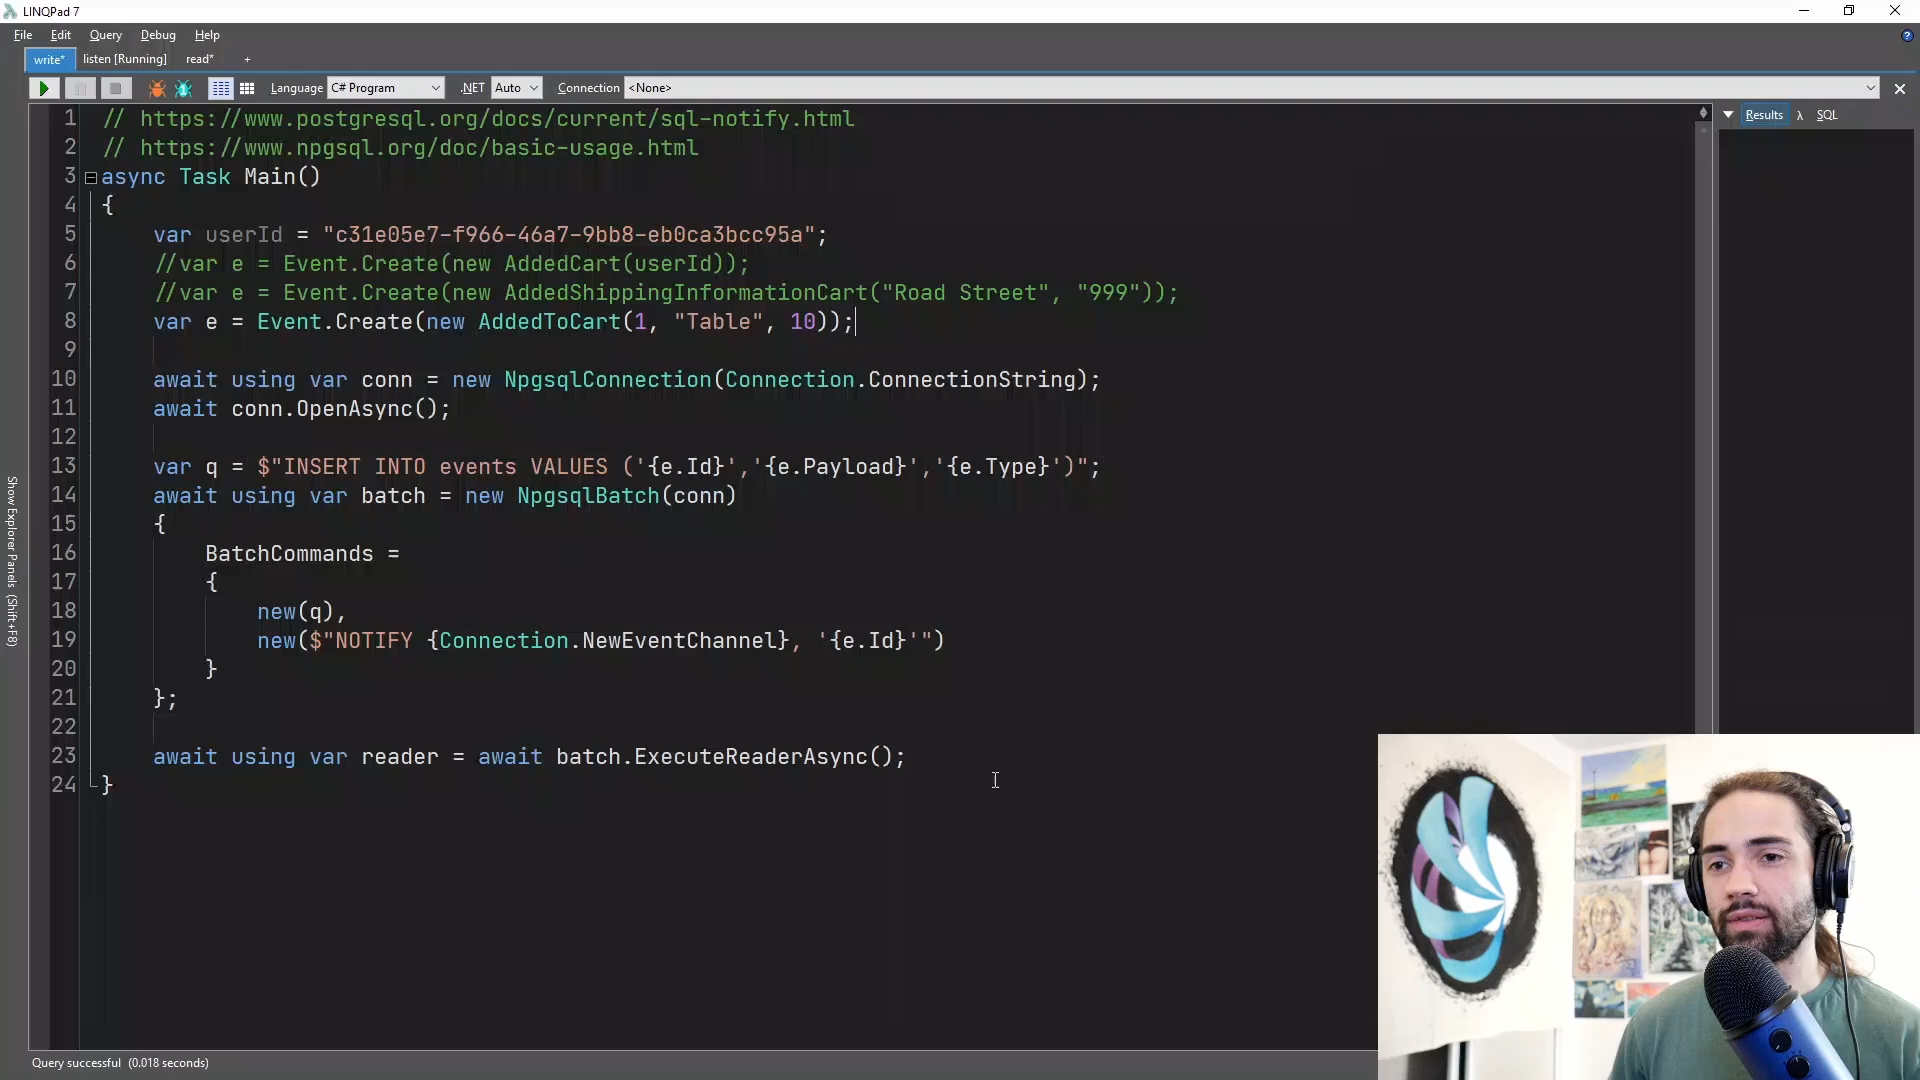 LINQPad 7
File Edit Query Debug Help
write* listen [Running] read* +
Language C# Program .NET Auto Connection <None>
Results λ SQL
Show Explorer Panels (Shift+F8)
1 // https://www.postgresql.org/docs/current/sql-notify.html
2 // https://www.npgsql.org/doc/basic-usage.html
3 async Task Main()
4 {
5 var userId = "c31e05e7-f966-46a7-9bb8-eb0ca3bcc95a";
6 //var e = Event.Create(new AddedCart(userId));
7 //var e = Event.Create(new AddedShippingInformationCart("Road Street", "999"));
8 var e = Event.Create(new AddedToCart(1, "Table", 10));
9
10 await using var conn = new NpgsqlConnection(Connection.ConnectionString);
11 await conn.OpenAsync();
12
13 var q = $"INSERT INTO events VALUES ('{e.Id}','{e.Payload}','{e.Type}')";
14 await using var batch = new NpgsqlBatch(conn)
15 {
16 BatchCommands =
17 {
18 new(q),
19 new($"NOTIFY {Connection.NewEventChannel}, '{e.Id}'")
20 }
21 };
22
23 await using var reader = await batch.ExecuteReaderAsync();
24 }
Query successful (0.018 seconds)